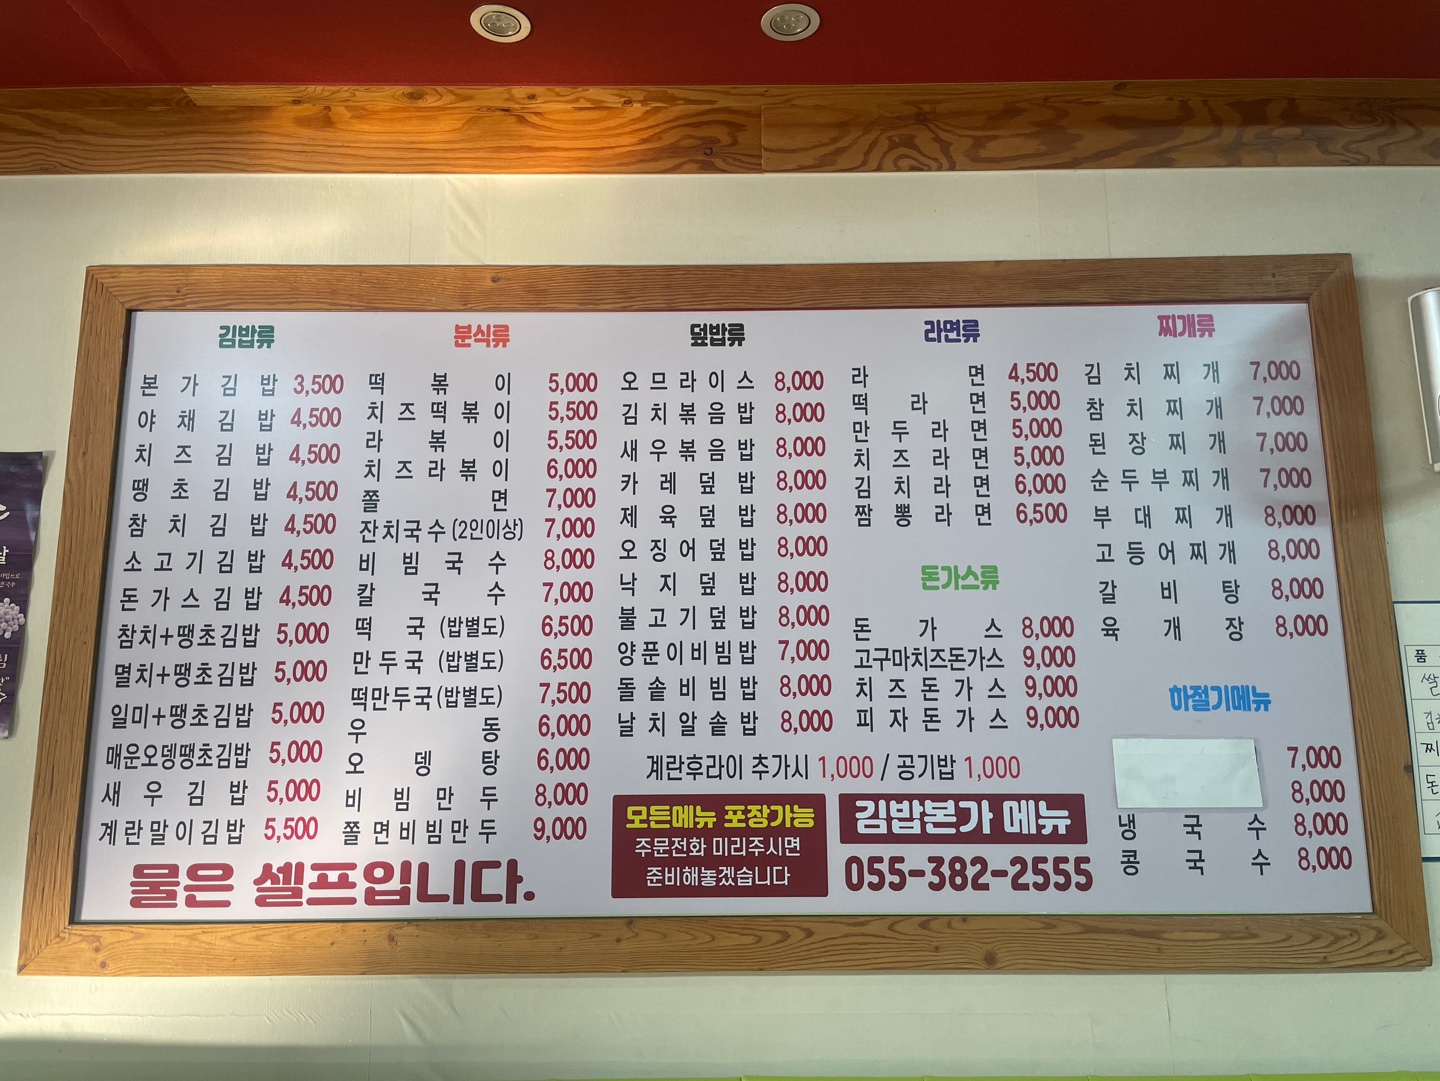 김밥류
본가김밥 3,500
야채김밥 4,500
치즈김밥 4,500
땡초김밥 4,500
참치김밥 4,500
소고기김밥 4,500
돈가스김밥 4,500
참치+땡초김밥 5,000
멸치+땡초김밥 5,000
일미+땡초김밥 5,000
매운오뎅땡초김밥 5,000
새우김밥 5,000
계란말이김밥 5,500
분식류
떡볶이 5,000
치즈떡볶이 5,500
라볶이 5,500
치즈라볶이 6,000
쫄면 7,000
잔치국수(2인이상) 7,000
비빔국수 8,000
칼국수 7,000
떡국(밥별도) 6,500
만두국(밥별도) 6,500
떡만두국(밥별도) 7,500
우동 6,000
오뎅탕 6,000
비빔만두 8,000
쫄면비빔만두 9,000
덮밥류
오므라이스 8,000
김치볶음밥 8,000
새우볶음밥 8,000
카레덮밥 8,000
제육덮밥 8,000
오징어덮밥 8,000
낙지덮밥 8,000
불고기덮밥 8,000
양푼이비빔밥 7,000
돌솥비빔밥 8,000
날치알솥밥 8,000
라면류
라면 4,500
떡라면 5,000
만두라면 5,000
치즈라면 5,000
김치라면 6,000
짬뽕라면 6,500
돈가스류
돈가스 8,000
고구마치즈돈가스 9,000
치즈돈가스 9,000
피자돈가스 9,000
찌개류
김치찌개 7,000
참치찌개 7,000
된장찌개 7,000
순두부찌개 7,000
부대찌개 8,000
고등어찌개 8,000
갈비탕 8,000
육개장 8,000
하절기메뉴
7,000
8,000
냉국수 8,000
콩국수 8,000
계란후라이 추가시 1,000 / 공기밥 1,000
모든메뉴 포장가능
주문전화 미리주시면
준비해놓겠습니다
김밥본가 메뉴
055-382-2555
물은 셀프입니다.
품
쌀